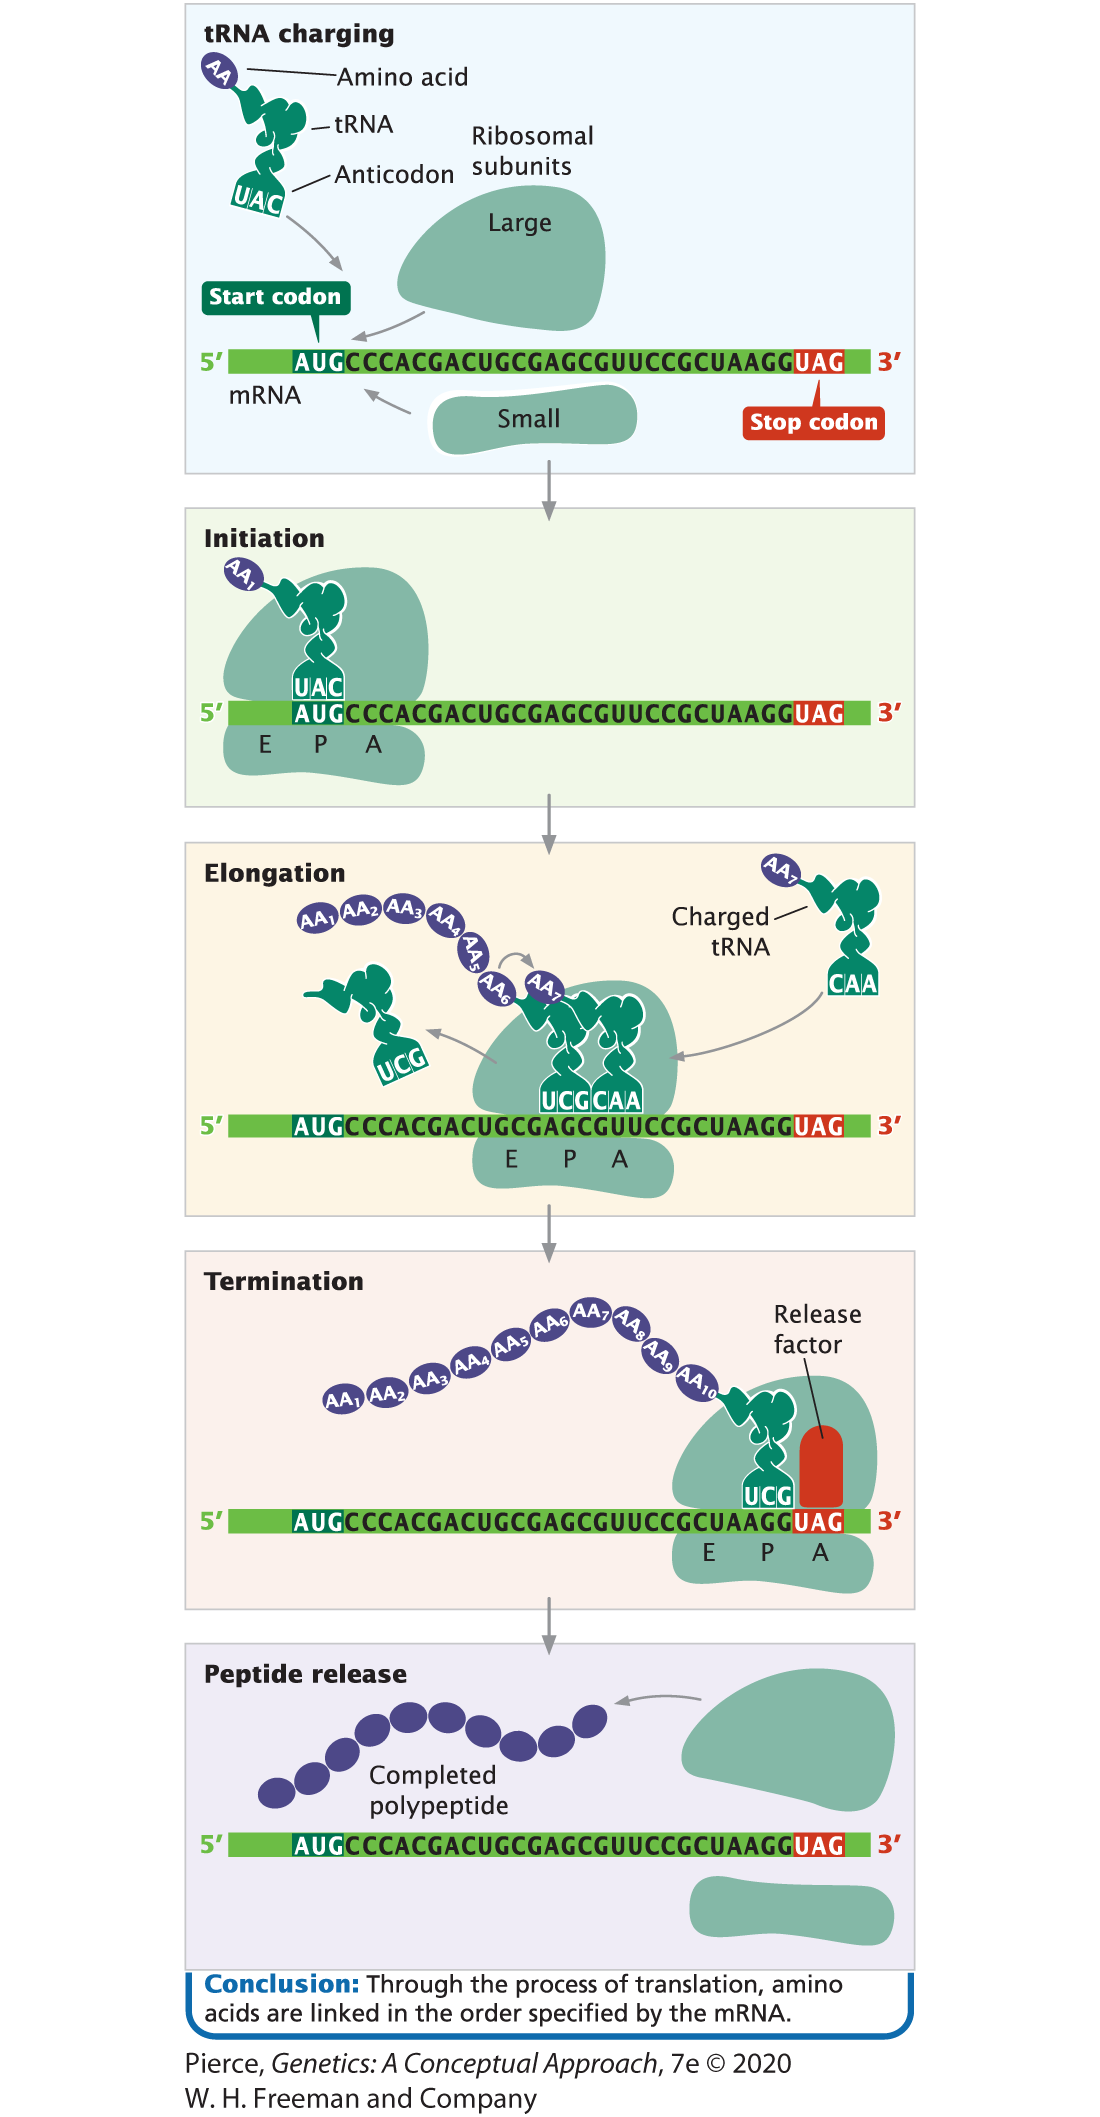 tRNA charging
AA
Amino acid
tRNA
Anticodon
UAC
Ribosomal
subunits
Large
Start codon
5′ AUGCCCACGACUGCGAGCGUUCCGCUAAGGUAG 3′
mRNA
Small
Stop codon
Initiation
AA1
UAC
5′ AUGCCCACGACUGCGAGCGUUCCGCUAAGGUAG 3′
E P A
Elongation
AA1 AA2 AA3 AA4 AA5 AA6 AA7
AA7
Charged
tRNA
CAA
UCG
UCG CAA
5′ AUGCCCACGACUGCGAGCGUUCCGCUAAGGUAG 3′
E P A
Termination
AA1 AA2 AA3 AA4 AA5 AA6 AA7 AA8 AA9 AA10
Release
factor
UCG
5′ AUGCCCACGACUGCGAGCGUUCCGCUAAGGUAG 3′
E P A
Peptide release
Completed
polypeptide
5′ AUGCCCACGACUGCGAGCGUUCCGCUAAGGUAG 3′
Conclusion: Through the process of translation, amino
acids are linked in the order specified by the mRNA.
Pierce, Genetics: A Conceptual Approach, 7e © 2020
W. H. Freeman and Company